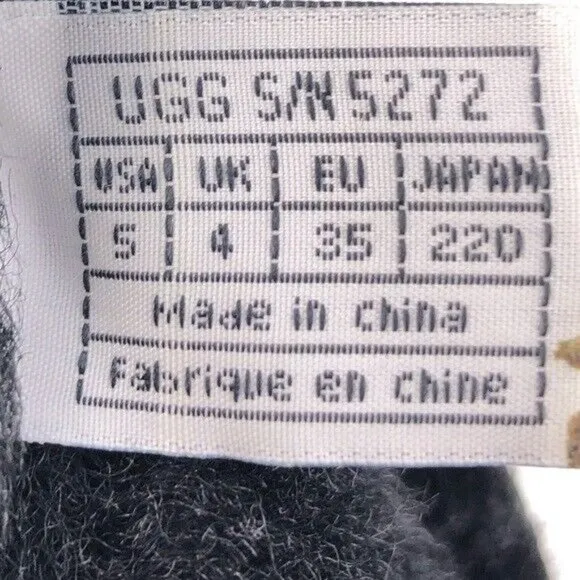 UGG S/N 5272
USA UK EU JAPAN
5 4 35 220
Made in china
Fabrique en chine